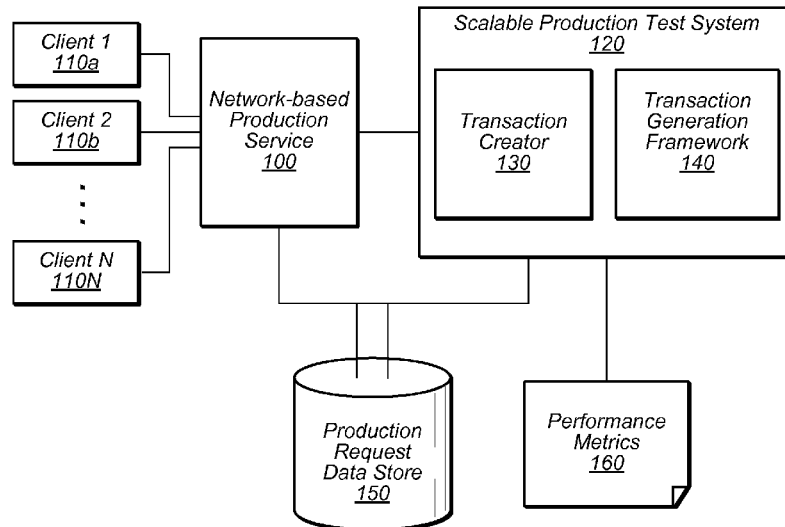 Client 1
110a
Client 2
110b
Client N
110N
Network-based
Production
Service
100
Scalable Production Test System
120
Transaction
Creator
130
Transaction
Generation
Framework
140
Production
Request
Data Store
150
Performance
Metrics
160